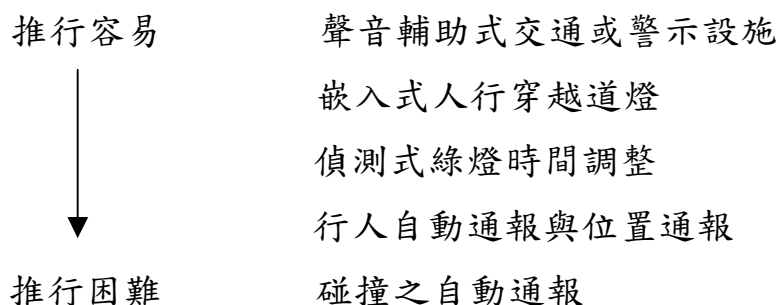 推行容易 聲音輔助式交通或警示設施
嵌入式人行穿越道燈
偵測式綠燈時間調整
行人自動通報與位置通報
推行困難 碰撞之自動通報